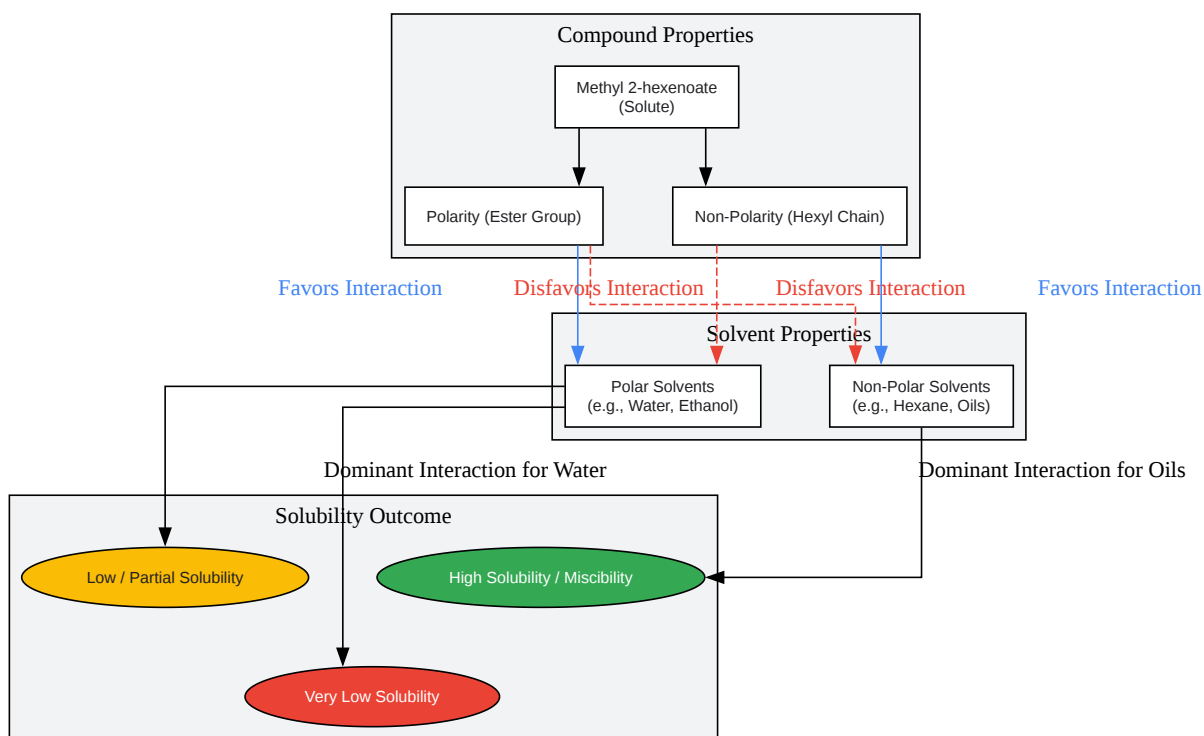 Compound Properties
Methyl 2-hexenoate
(Solute)
Polarity (Ester Group)
Non-Polarity (Hexyl Chain)
Favors Interaction
Disfavors Interaction
Disfavors Interaction
Favors Interaction
Solvent Properties
Polar Solvents
(e.g., Water, Ethanol)
Non-Polar Solvents
(e.g., Hexane, Oils)
Dominant Interaction for Water
Dominant Interaction for Oils
Solubility Outcome
Low / Partial Solubility
High Solubility / Miscibility
Very Low Solubility